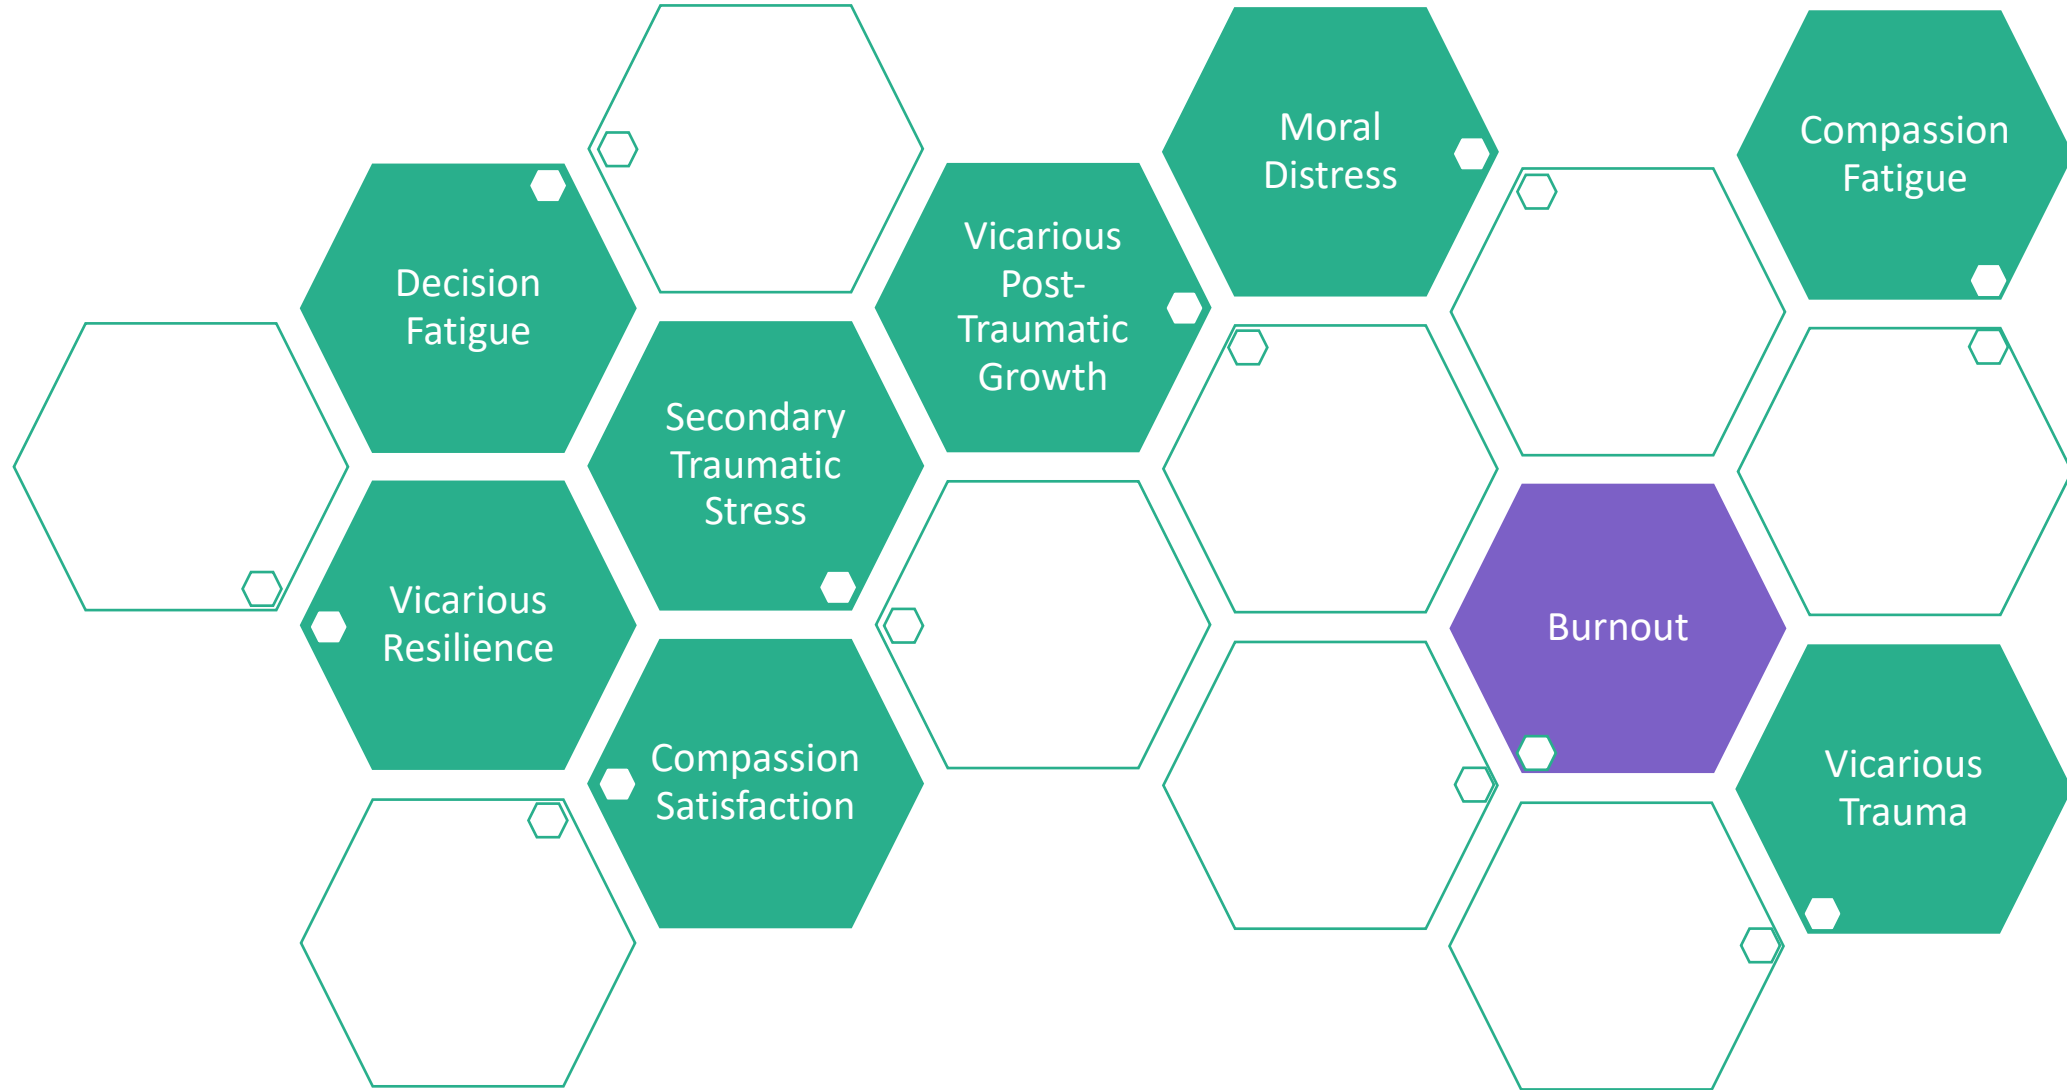 Moral
Distress
Compassion
Fatigue
Vicarious
Post-
Traumatic
Growth
Decision
Fatigue
Secondary
Traumatic
Stress
Vicarious
Resilience
Burnout
Compassion
Satisfaction
Vicarious
Trauma